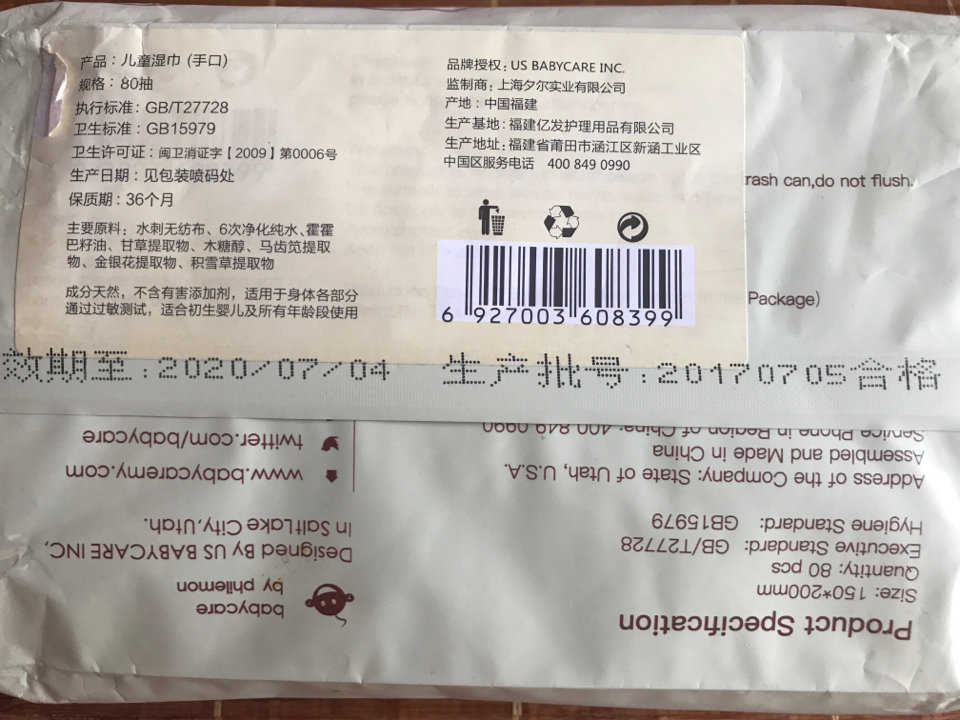 产品：儿童湿巾 (手口)
规格：80抽
执行标准：GB/T27728
卫生标准：GB15979
卫生许可证：闽卫消证字【2009】第0006号
生产日期：见包装喷码处
保质期：36个月
主要原料：水刺无纺布、6次净化纯水、霍霍
巴籽油、甘草提取物、木糖醇、马齿笕提取
物、金银花提取物、积雪草提取物
成分天然，不含有害添加剂，适用于身体各部分
通过过敏测试，适合初生婴儿及所有年龄段使用
品牌授权：US BABYCARE INC.
监制商：上海夕尔实业有限公司
产地：中国福建
生产基地：福建亿发护理用品有限公司
生产地址：福建省莆田市涵江区新涵工业区
中国区服务电话 400 849 0990
6 927003 608399
trash can,do not flush.
Package)
效期至:2020/07/04 生产批号:20170705合格
Product Specification
Size: 150*200mm
Quantity: 80 pcs
Executive Standard: GB/T27728
Hygiene Standard: GB15979
Address of the Company: State of Utah, U.S.A.
Assembled and Made in China
Service Phone in Region of China: 400 849 0990
babycare
by philemon
Designed By US BABYCARE INC,
In Salt Lake City,Utah.
www.babycaremy.com
twitter.com/babycare